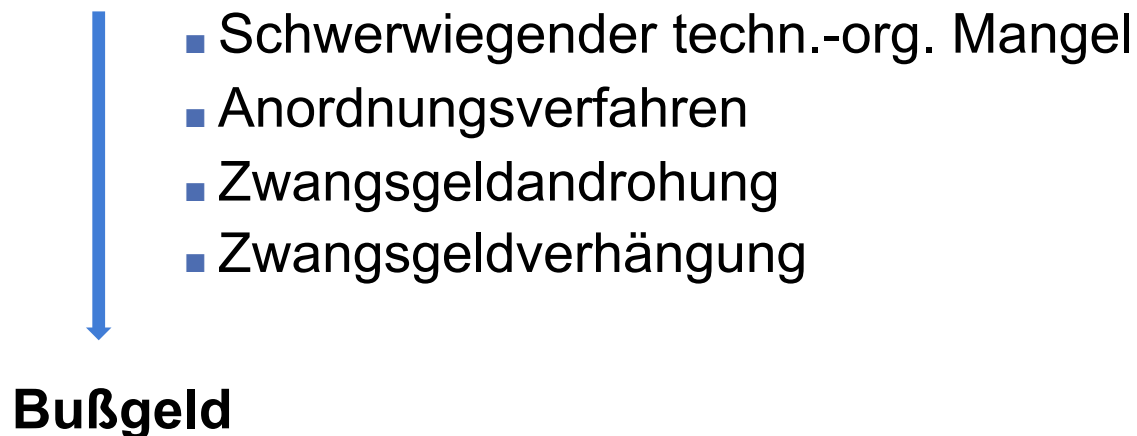 ■ Schwerwiegender techn.-org. Mangel
■ Anordnungsverfahren
■ Zwangsgeldandrohung
■ Zwangsgeldverhängung
Bußgeld